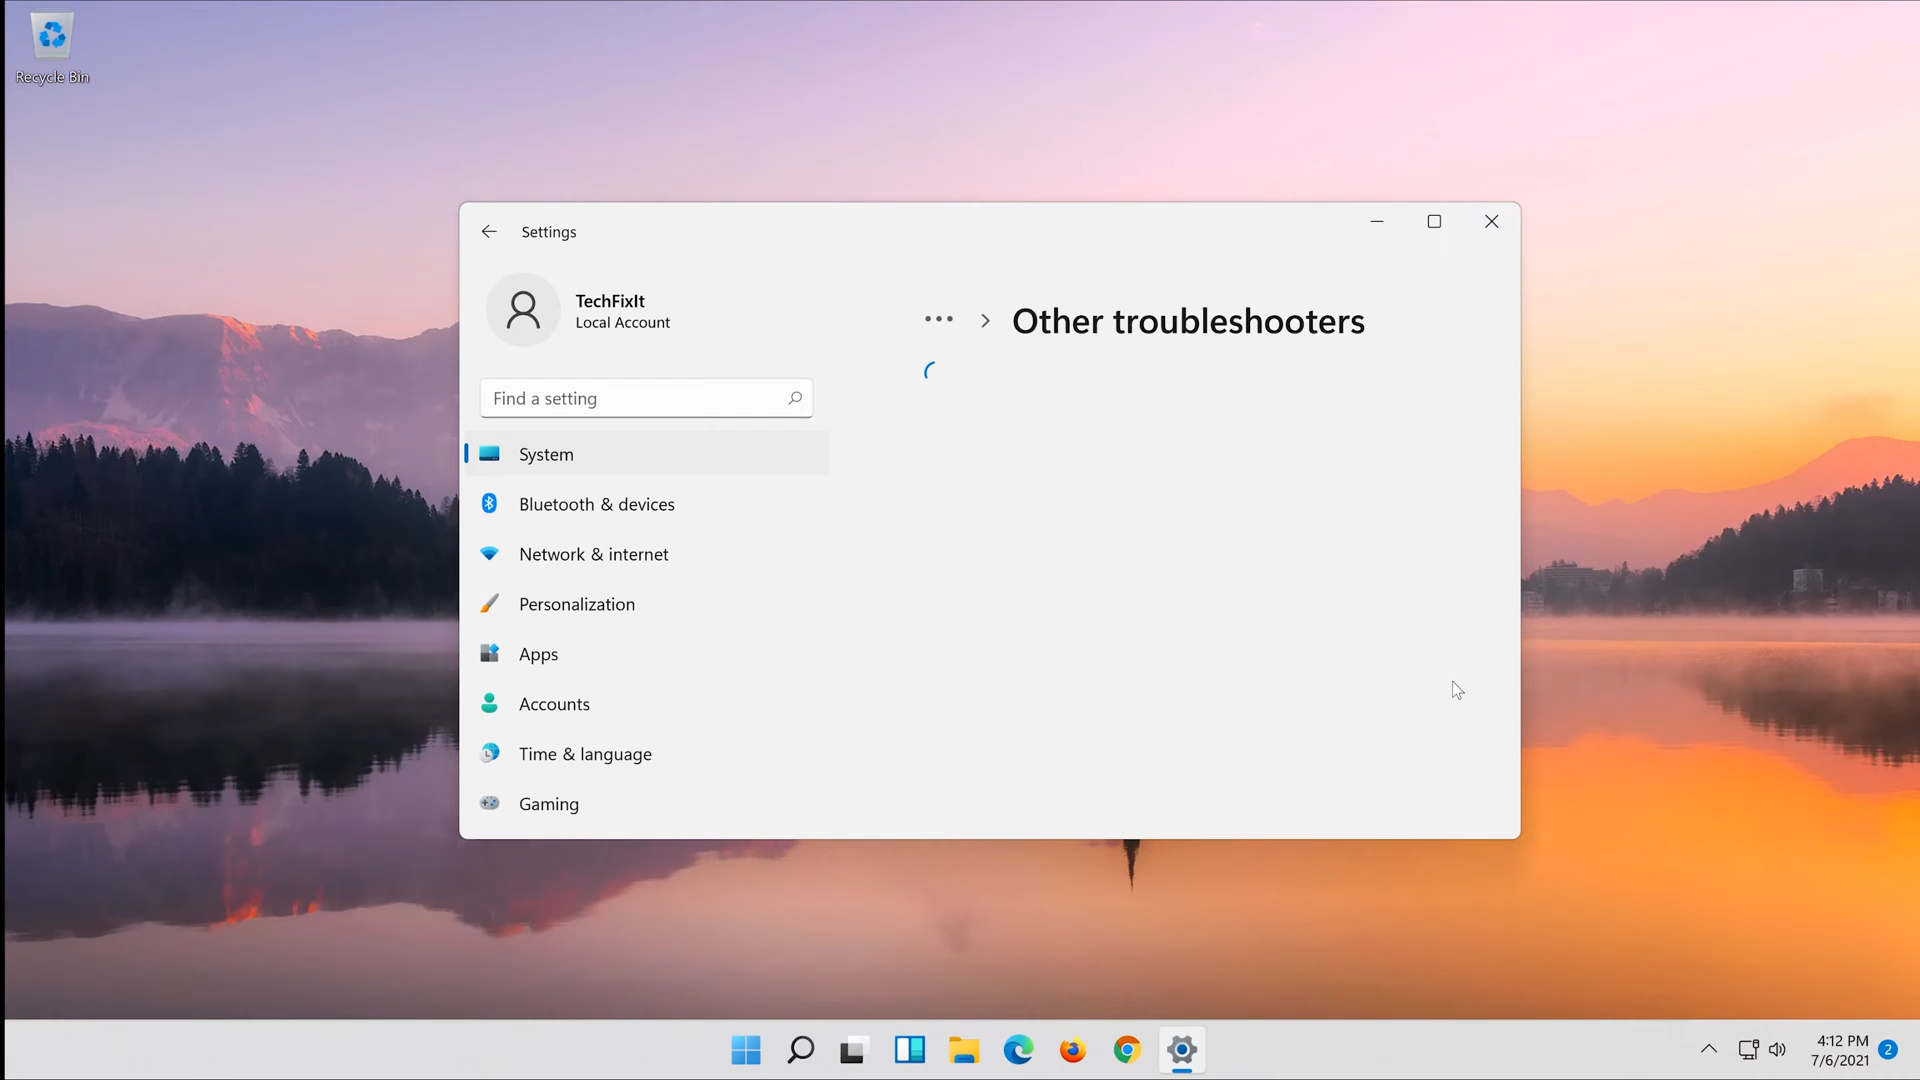 Recycle Bin
Settings
TechFixIt
Local Account
Find a setting
System
Bluetooth & devices
Network & internet
Personalization
Apps
Accounts
Time & language
Gaming
Other troubleshooters
4:12 PM
7/6/2021
2